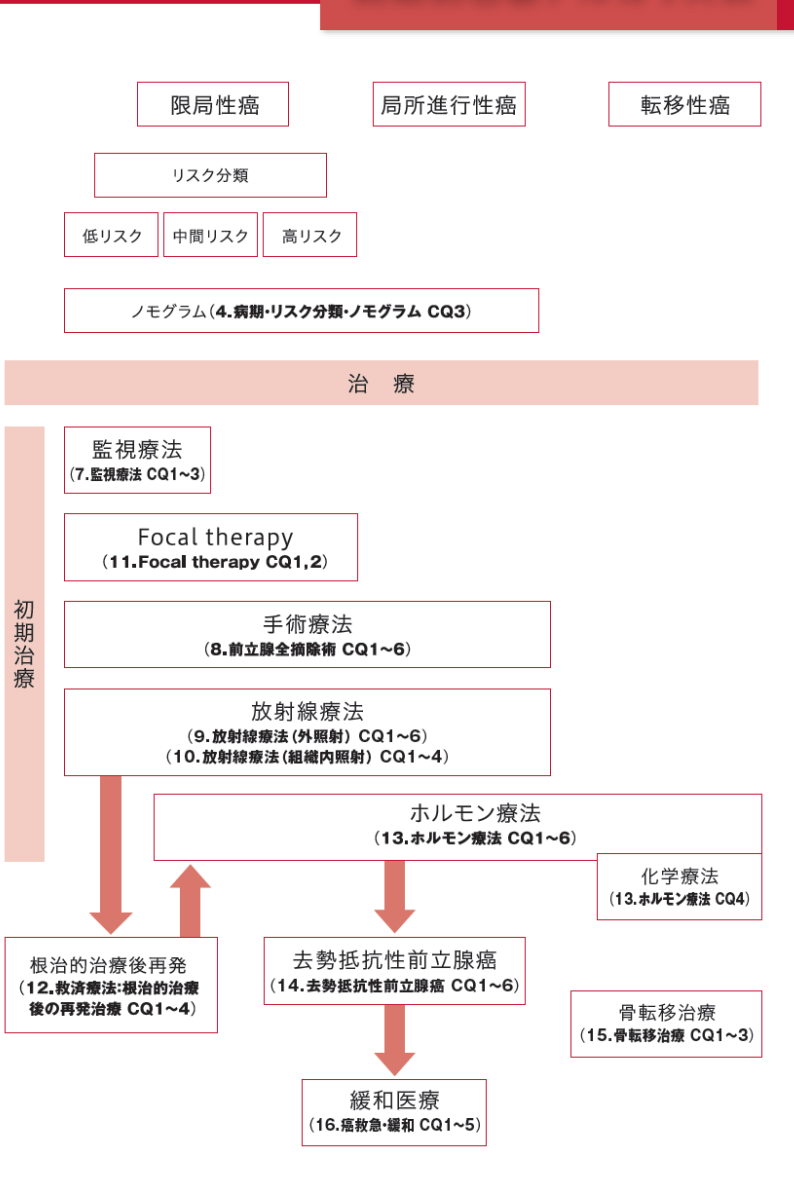 限局性癌
局所進行性癌
転移性癌
リスク分類
低リスク
中間リスク
高リスク
ノモグラム(4.病期・リスク分類・ノモグラム CQ3)
治 療
初期治療
監視療法
(7.監視療法 CQ1~3)
Focal therapy
(11.Focal therapy CQ1,2)
手術療法
(8.前立腺全摘除術 CQ1~6)
放射線療法
(9.放射線療法(外照射) CQ1~6)
(10.放射線療法(組織内照射) CQ1~4)
ホルモン療法
(13.ホルモン療法 CQ1~6)
化学療法
(13.ホルモン療法 CQ4)
根治的治療後再発
(12.救済療法:根治的治療
後の再発治療 CQ1~4)
去勢抵抗性前立腺癌
(14.去勢抵抗性前立腺癌 CQ1~6)
骨転移治療
(15.骨転移治療 CQ1~3)
緩和医療
(16.癌救急・緩和 CQ1~5)